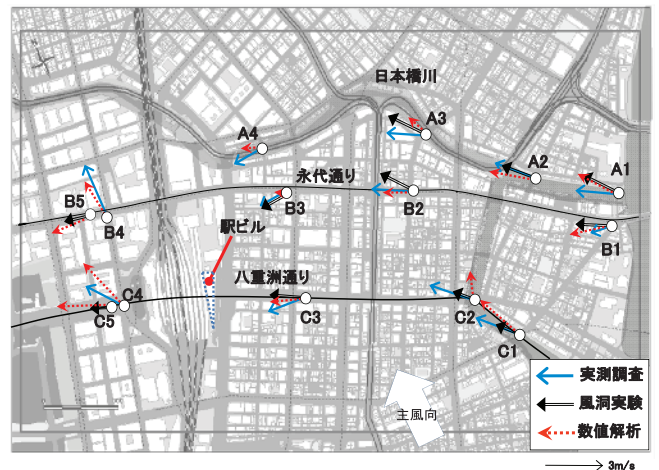 日本橋川
A3
A4
A2
A1
永代通り
B5
B4
B3
B2
B1
駅ビル
八重洲通り
C5
C4
C3
C2
C1
主風向
実測調査
風洞実験
数値解析
3m/s